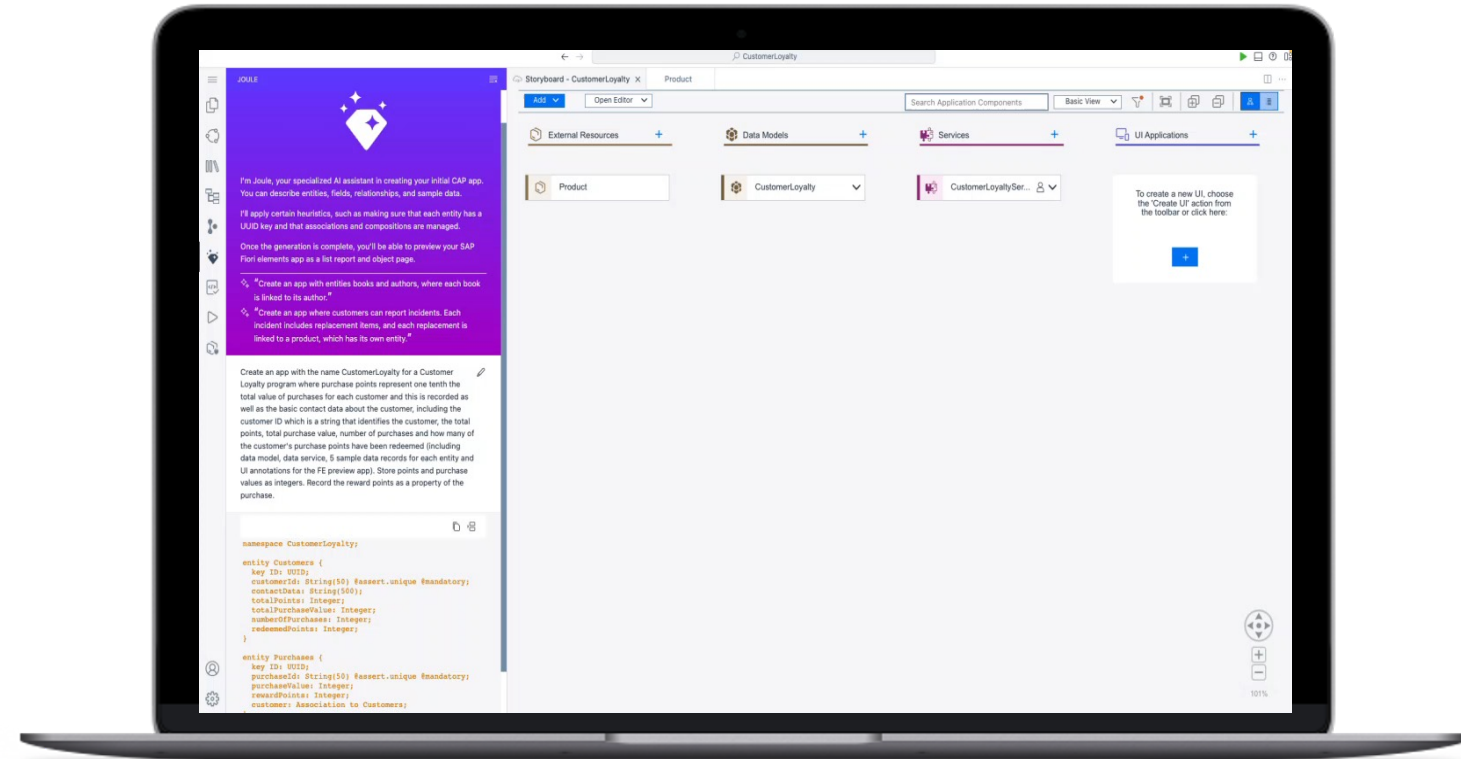 CustomerLoyalty
JOULE
Storyboard - CustomerLoyalty
Product
Add
Open Editor
Search Application Components
Basic View
External Resources
Data Models
Services
UI Applications
Product
CustomerLoyalty
CustomerLoyaltySer...
To create a new UI, choose
the 'Create UI' action from
the toolbar or click here:
+
I'm Joule, your specialized AI assistant in creating your initial CAP app.
You can describe entities, fields, relationships, and sample data.
I'll apply certain heuristics, such as making sure that each entity has a
UUID key and that associations and compositions are managed.
Once the generation is complete, you'll be able to preview your SAP
Fiori elements app as a list report and object page.
"Create an app with entities books and authors, where each book
is linked to its author."
"Create an app where customers can report incidents. Each
incident includes replacement items, and each replacement is
linked to a product, which has its own entity."
Create an app with the name CustomerLoyalty for a Customer
Loyalty program where purchase points represent one tenth the
total value of purchases for each customer and this is recorded as
well as the basic contact data about the customer, including the
customer ID which is a string that identifies the customer, the total
points, total purchase value, number of purchases and how many of
the customer's purchase points have been redeemed (including
data model, data service, 5 sample data records for each entity and
UI annotations for the FE preview app). Store points and purchase
values as integers. Record the reward points as a property of the
purchase.
namespace CustomerLoyalty;
entity Customers {
key ID: UUID;
customerId: String(50) @assert.unique @mandatory;
contactData: String(500);
totalPoints: Integer;
totalPurchaseValue: Integer;
numberOfPurchases: Integer;
redeemedPoints: Integer;
}
entity Purchases {
key ID: UUID;
purchaseId: String(50) @assert.unique @mandatory;
purchaseValue: Integer;
rewardPoints: Integer;
customer: Association to Customers;
101%